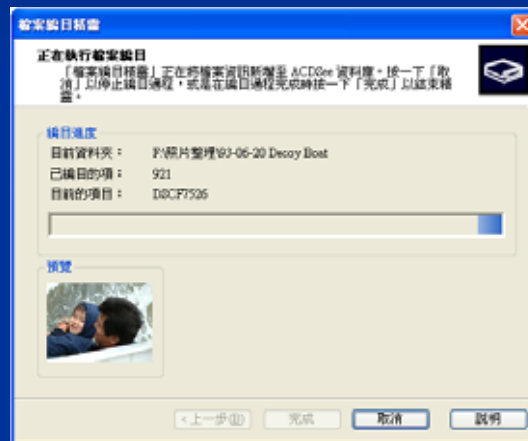 檔案編目精靈
正在執行檔案編目
「檔案編目精靈」正在將檔案資訊新增至 ACDSee 資料庫。按一下「取
消」以停止編目過程，或是在編目過程完成時按一下「完成」以結束精
靈。
編目進度
目前資料夾： F:\照片整理\93-06-20 Decoy Boat
已編目的項： 921
目前的項目： DSCF7526
預覽
<上一步(B)
完成
取消
說明